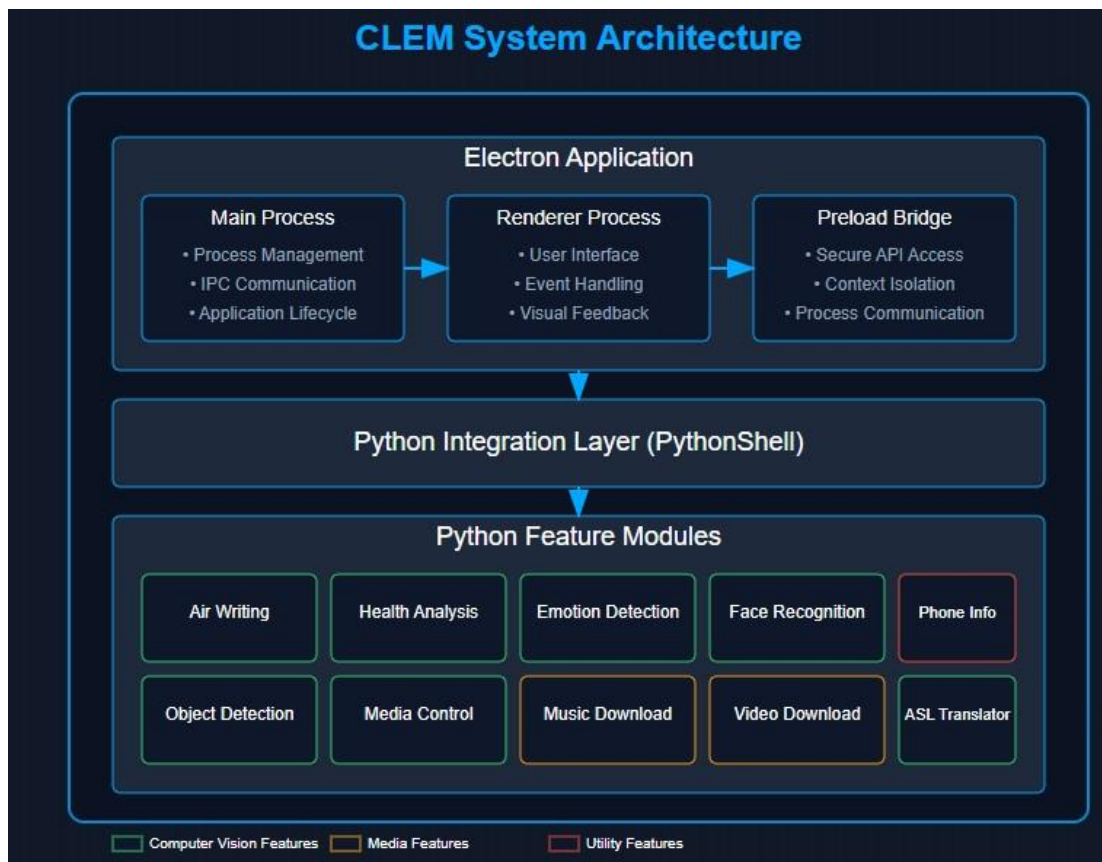 CLEM System Architecture
Electron Application
Main Process
• Process Management
• IPC Communication
• Application Lifecycle
Renderer Process
• User Interface
• Event Handling
• Visual Feedback
Preload Bridge
• Secure API Access
• Context Isolation
• Process Communication
Python Integration Layer (PythonShell)
Python Feature Modules
Air Writing
Health Analysis
Emotion Detection
Face Recognition
Phone Info
Object Detection
Media Control
Music Download
Video Download
ASL Translator
Computer Vision Features
Media Features
Utility Features